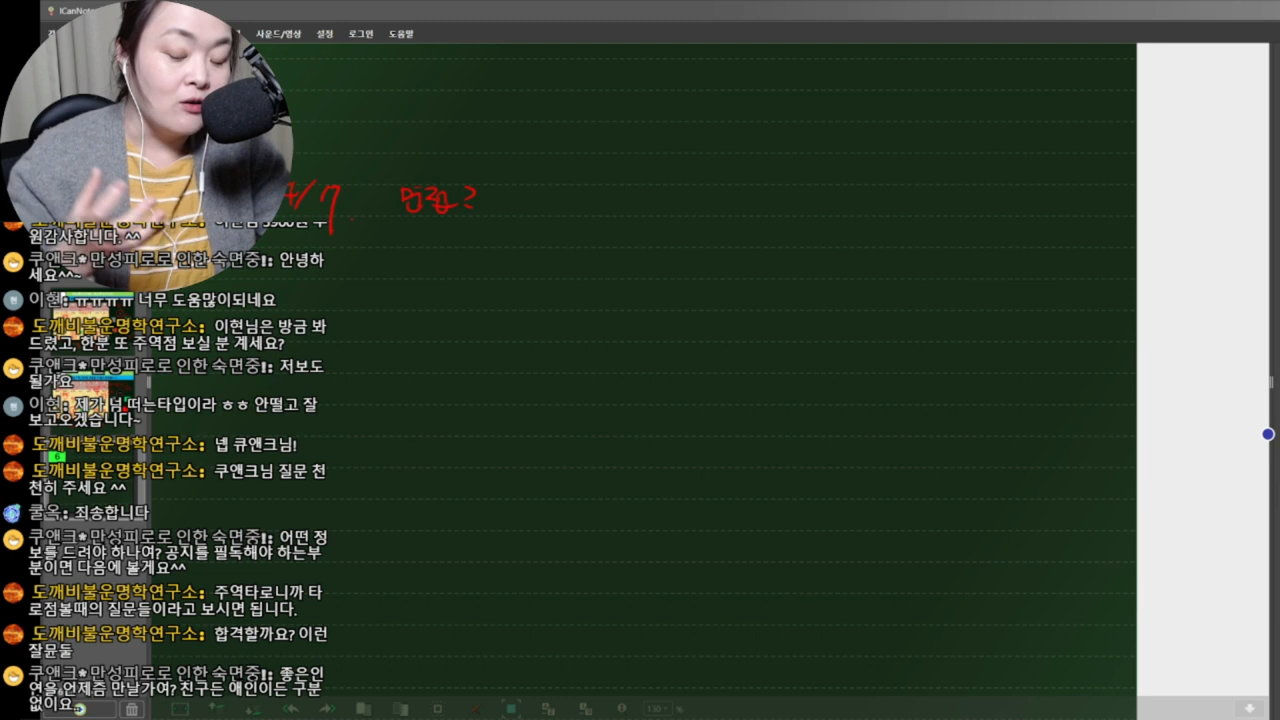 ICanNote
사운드/영상 설정 로그인 도움말
7/7 면접?
원감사합니다. ^^
쿠앤크*만성피로로 인한 숙면중!: 안녕하
세요^^~
이현: ㅠㅠㅠㅠ 너무 도움많이되네요
도깨비불운명학연구소: 이현님은 방금 봐
드렸고, 한분 또 주역점 보실 분 계세요?
쿠앤크*만성피로로 인한 숙면중!: 저보도
될가요
이현: 제가 넘 떠는타입이라 ㅎㅎ 안떨고 잘
보고오겠습니다~
도깨비불운명학연구소: 넵 큐앤크님!
6
도깨비불운명학연구소: 쿠앤크님 질문 천
천히 주세요 ^^
쿨옥: 죄송합니다
쿠앤크*만성피로로 인한 숙면중!: 어떤 정
보를 드려야 하나여? 공지를 필독해야 하는부
분이면 다음에 볼게요^^
도깨비불운명학연구소: 주역타로니까 타
로점볼때의 질문들이라고 보시면 됩니다.
도깨비불운명학연구소: 합격할까요? 이런
잘뮨둘
쿠앤크*만성피로로 인한 숙면중!: 좋은인
연을 언제즘 만날가여? 친구든 애인이든 구분
없이요..
130 %